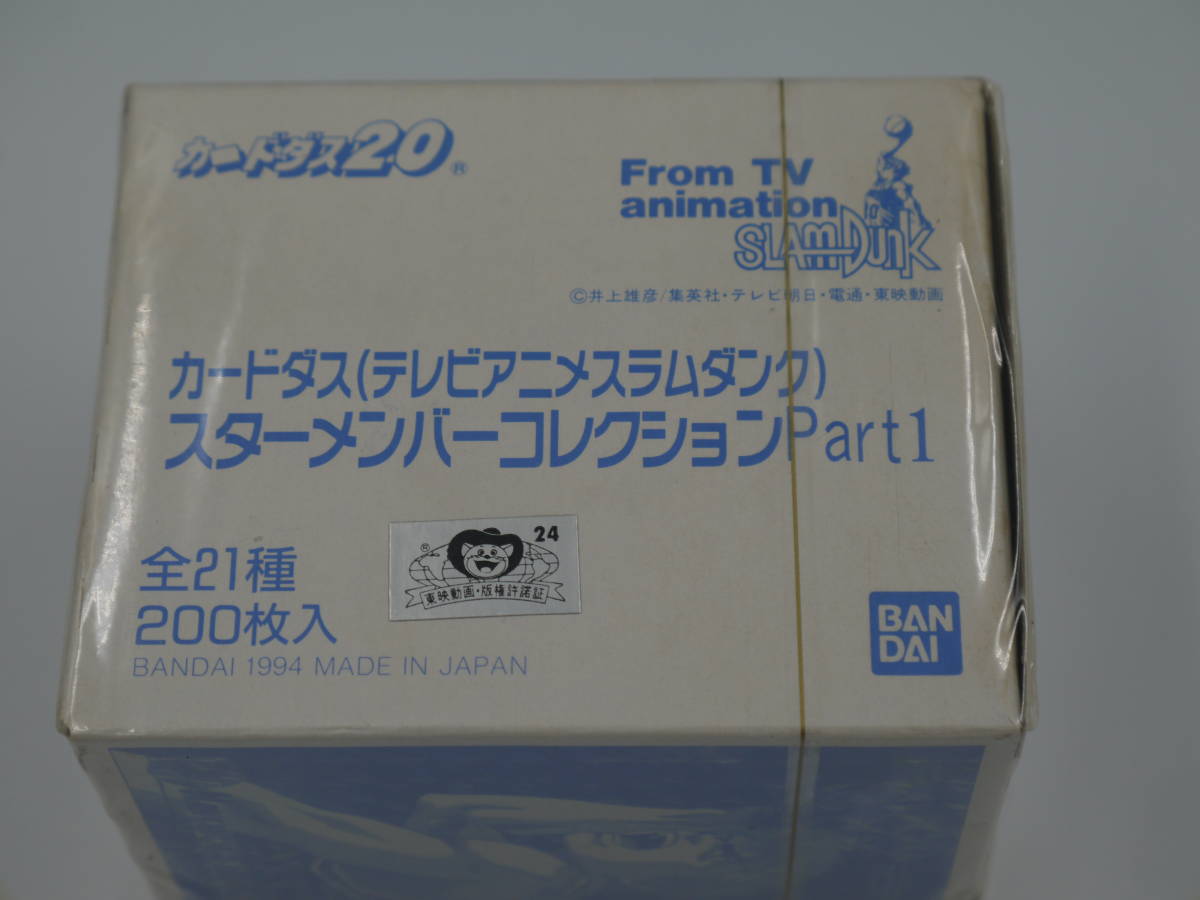 カードダス20®
From TV
animation
SLAM DUNK
©井上雄彦/集英社・テレビ朝日・電通・東映動画
カードダス(テレビアニメスラムダンク)
スターメンバーコレクションPart1
24
®
東映動画・版権許諾証
全21種
200枚入
BANDAI 1994 MADE IN JAPAN
BAN
DAI